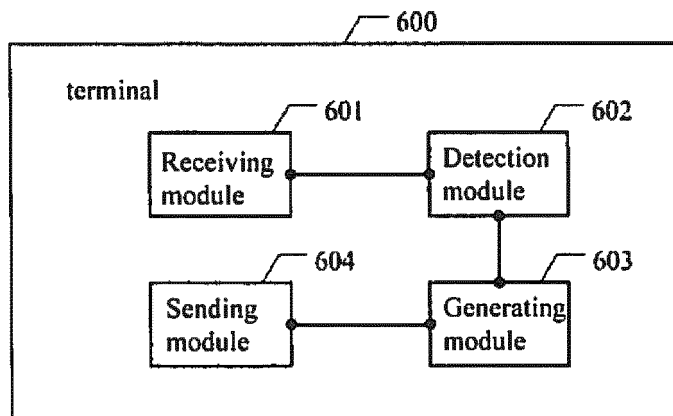 600
terminal
601
602
Receiving
module
Detection
module
604
603
Sending
module
Generating
module